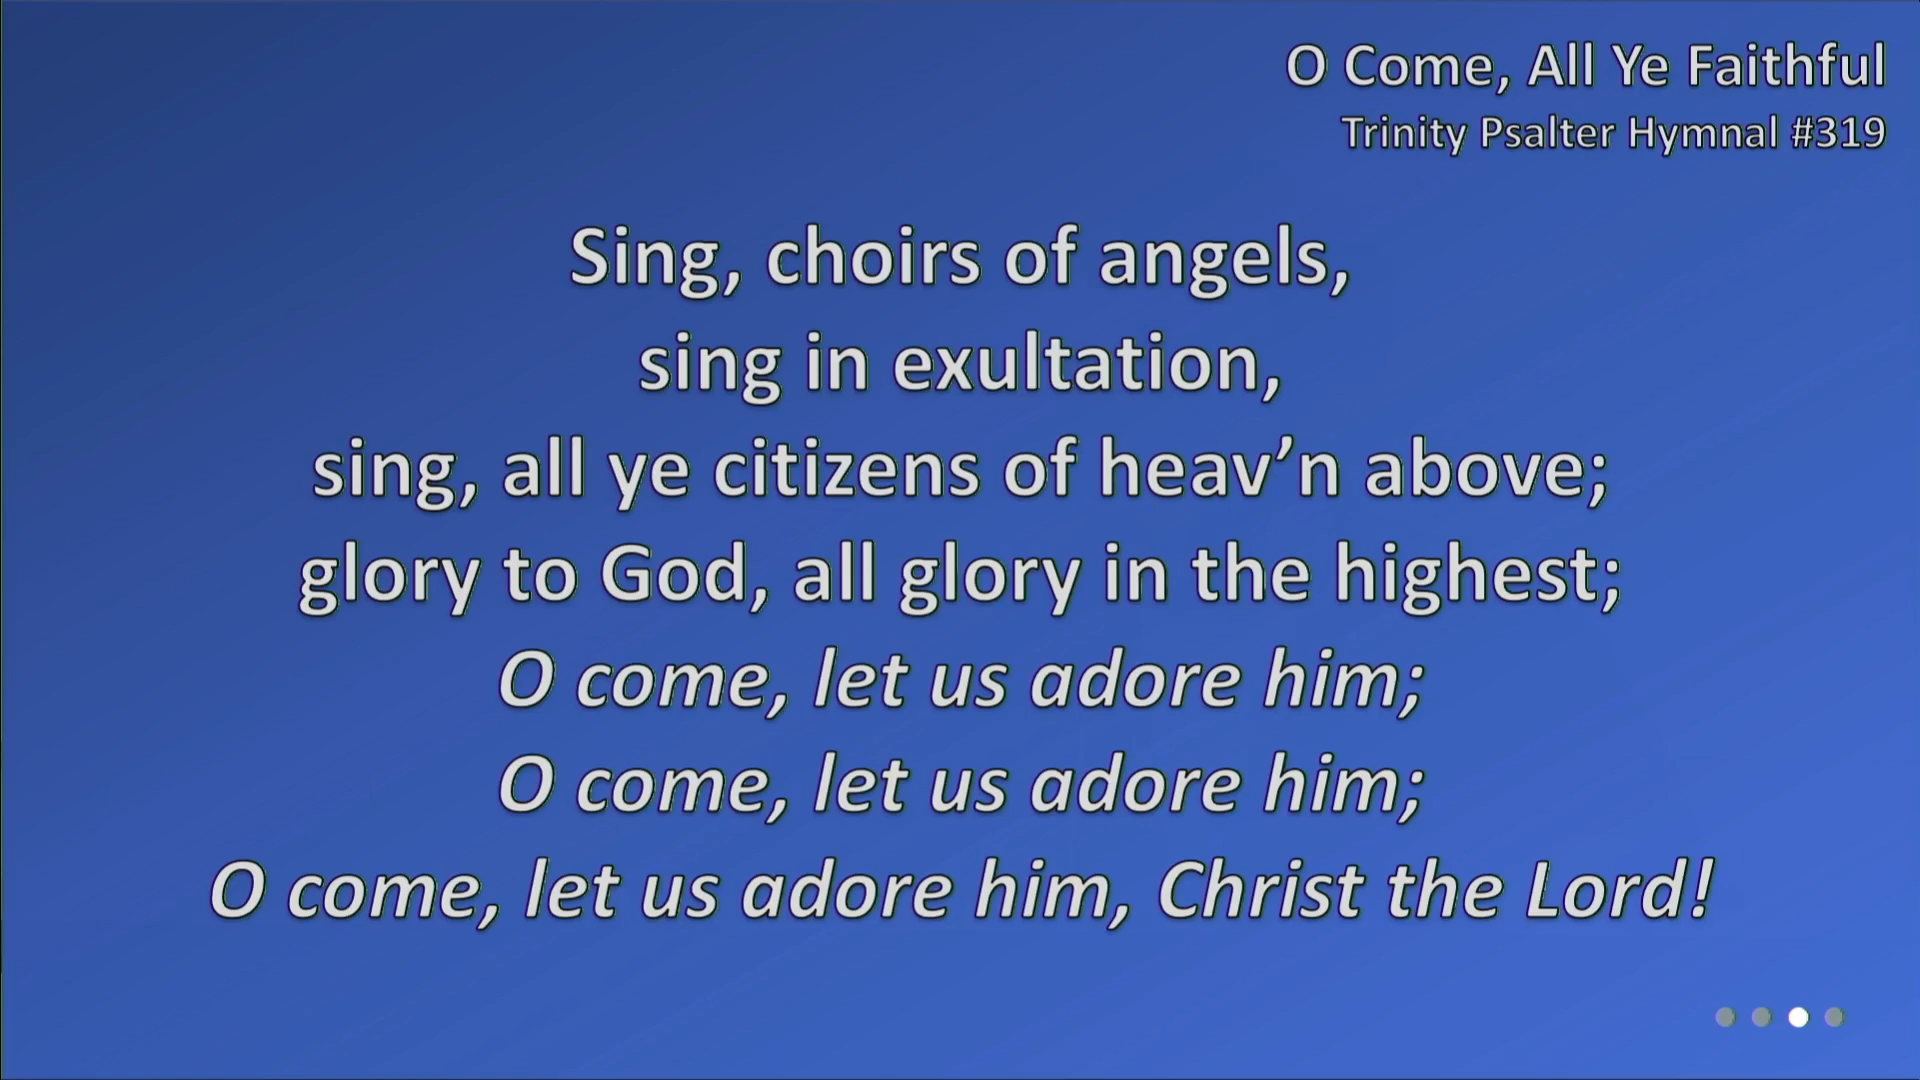 O Come, All Ye Faithful
Trinity Psalter Hymnal #319
Sing, choirs of angels,
sing in exultation,
sing, all ye citizens of heav’n above;
glory to God, all glory in the highest;
O come, let us adore him;
O come, let us adore him;
O come, let us adore him, Christ the Lord!